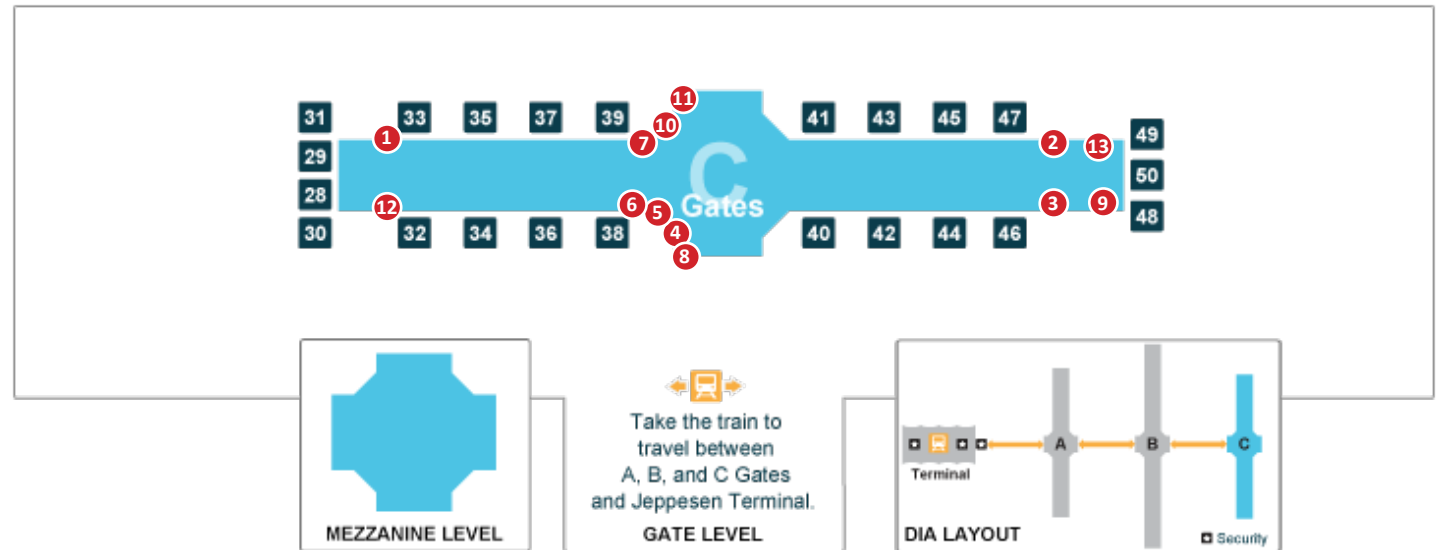 11
31 33 35 37 39 41 43 45 47 49
1 10 7 2 13
29 C 50
28 Gates
12 6 5 3 9
30 32 34 36 38 4 40 42 44 46 48
8
Take the train to
travel between
A, B, and C Gates
and Jeppesen Terminal.
MEZZANINE LEVEL
GATE LEVEL
A B C
Terminal
DIA LAYOUT
Security